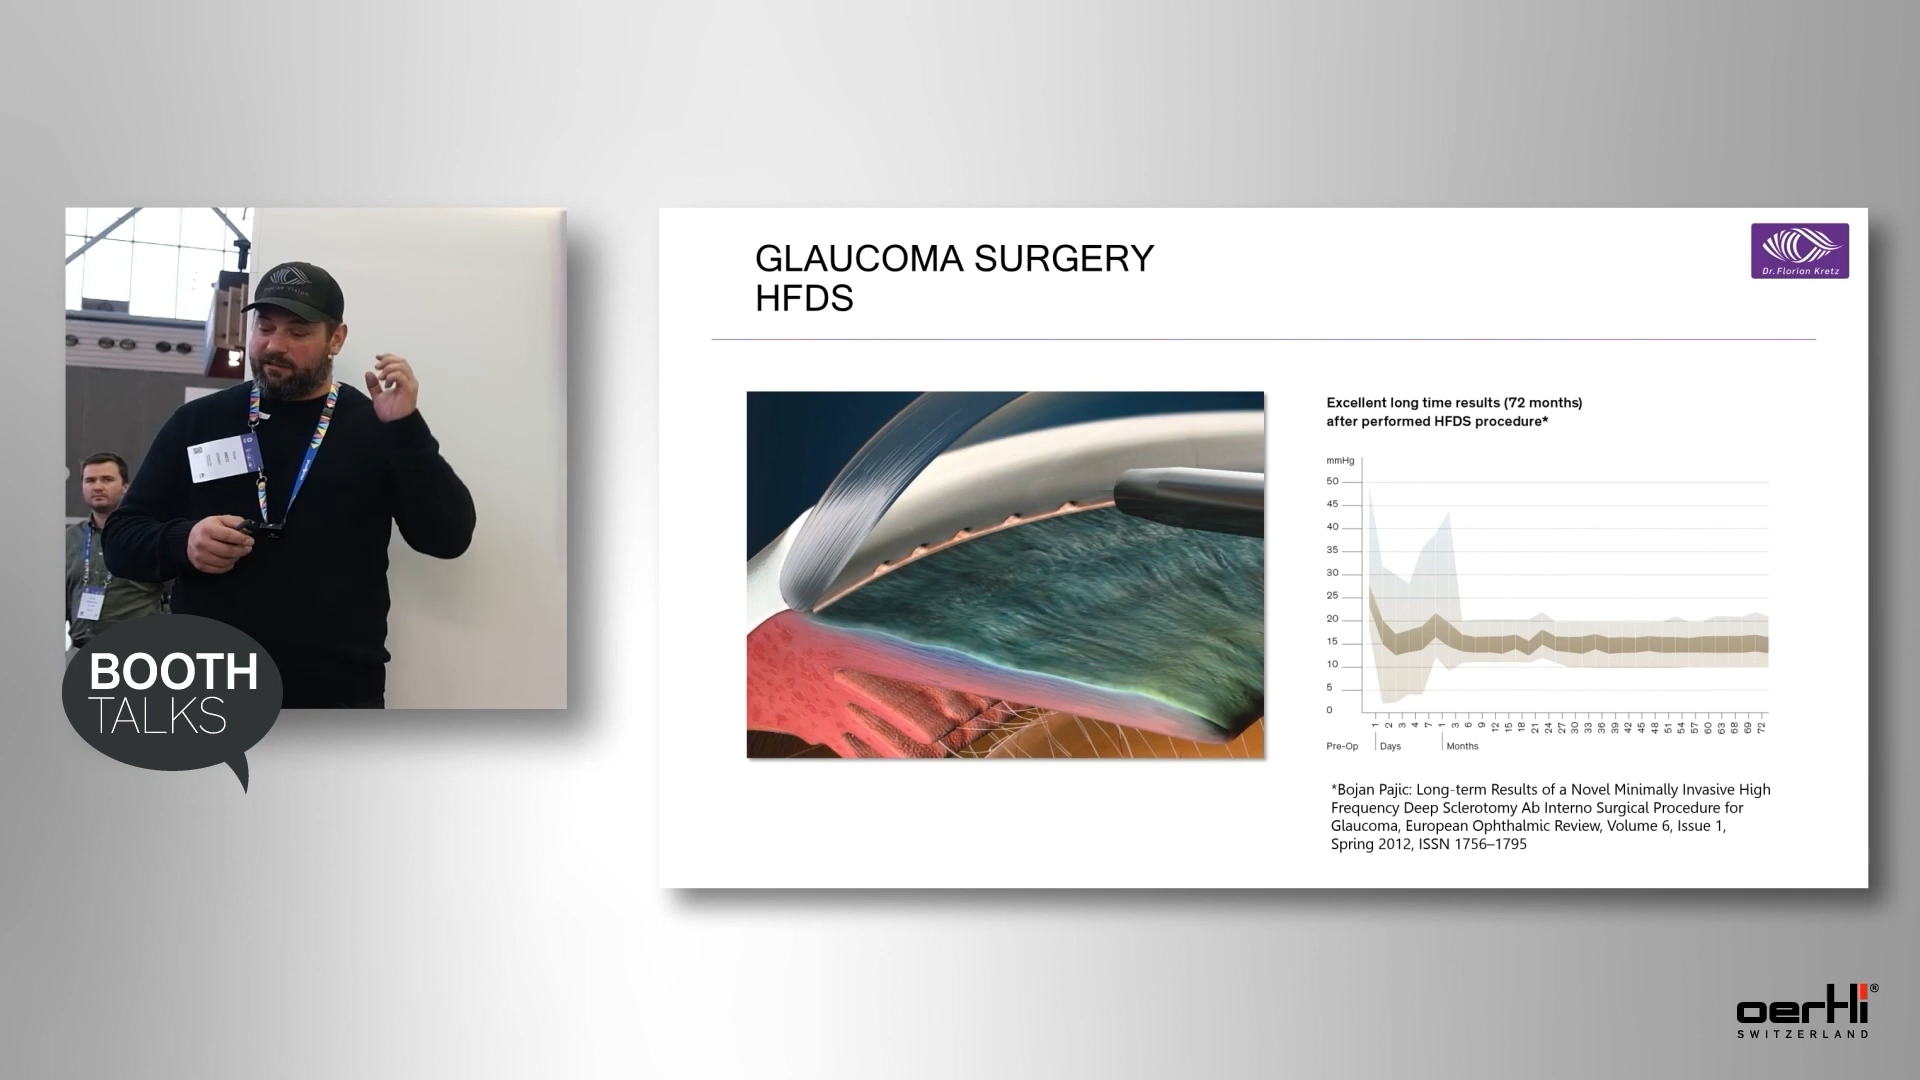 GLAUCOMA SURGERY
HFDS
Dr. Florian Kretz
Excellent long time results (72 months)
after performed HFDS procedure*
mmHg
50
45
40
35
30
25
20
15
10
5
0
1 2 3 4 7 1 3 6 9 12 15 18 21 24 27 30 33 36 39 42 45 48 51 54 57 60 63 68 69 72
Pre-Op Days Months
*Bojan Pajic: Long-term Results of a Novel Minimally Invasive High
Frequency Deep Sclerotomy Ab Interno Surgical Procedure for
Glaucoma, European Ophthalmic Review, Volume 6, Issue 1,
Spring 2012, ISSN 1756–1795
BOOTH
TALKS
oertli®
SWITZERLAND